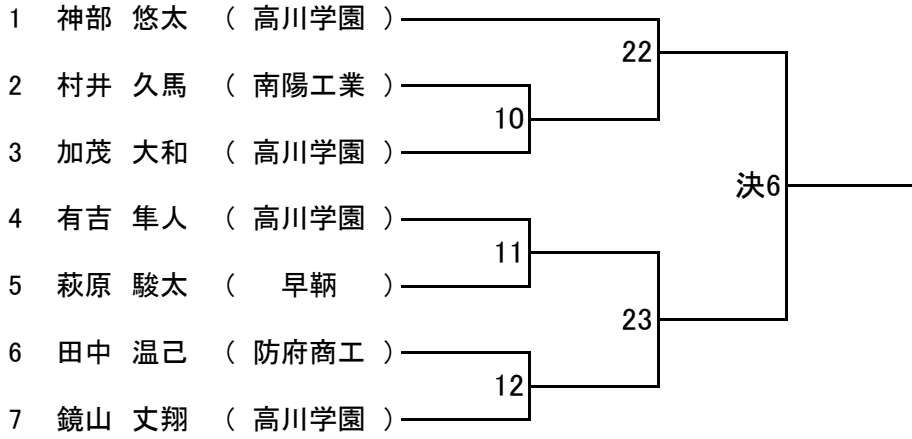 1 神部 悠太 ( 高川学園 )
22
2 村井 久馬 ( 南陽工業 )
10
3 加茂 大和 ( 高川学園 )
決6
4 有吉 隼人 ( 高川学園 )
11
5 萩原 駿太 ( 早鞆 )
23
6 田中 温己 ( 防府商工 )
12
7 鏡山 丈翔 ( 高川学園 )